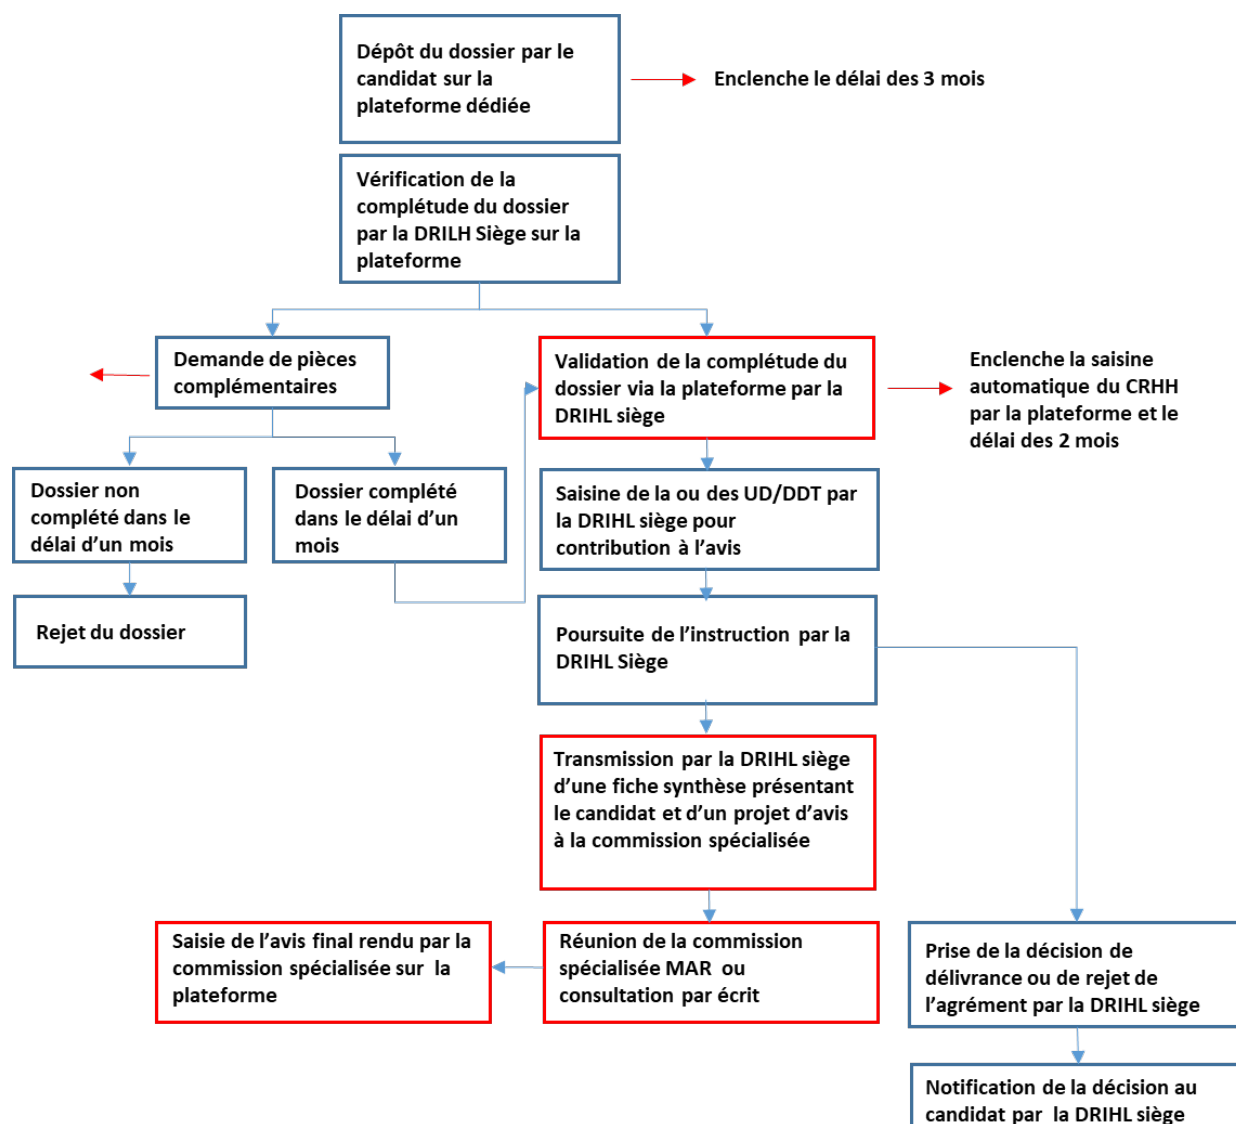 Dépôt du dossier par le
candidat sur la
plateforme dédiée
Enclenche le délai des 3 mois
Vérification de la
complétude du dossier
par la DRILH Siège sur la
plateforme
Demande de pièces
complémentaires
Validation de la complétude du
dossier via la plateforme par la
DRIHL siège
Enclenche la saisine
automatique du CRHH
par la plateforme et le
délai des 2 mois
Dossier non
complété dans le
délai d’un mois
Dossier complété
dans le délai d’un
mois
Saisine de la ou des UD/DDT par
la DRIHL siège pour
contribution à l’avis
Rejet du dossier
Poursuite de l’instruction par la
DRIHL Siège
Transmission par la DRIHL siège
d’une fiche synthèse présentant
le candidat et d’un projet d’avis
à la commission spécialisée
Saisie de l’avis final rendu par la
commission spécialisée sur la
plateforme
Réunion de la commission
spécialisée MAR ou
consultation par écrit
Prise de la décision de
délivrance ou de rejet de
l’agrément par la DRIHL siège
Notification de la décision au
candidat par la DRIHL siège